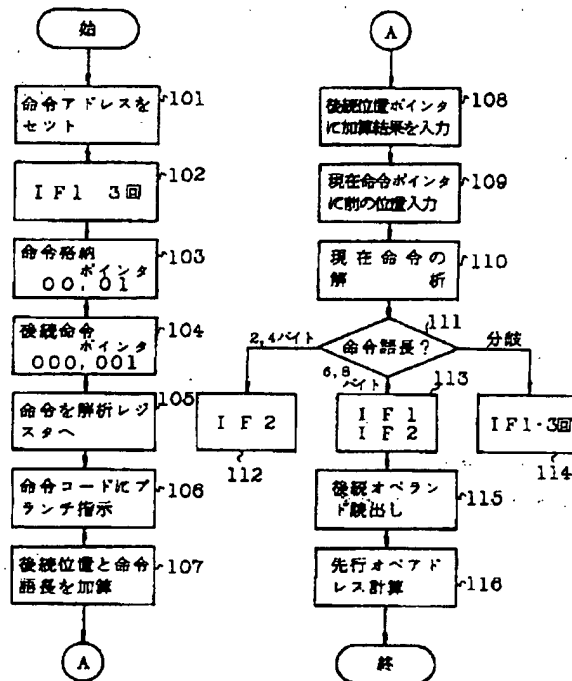 始
命令アドレスを
セット
101
IF1 3回
102
命令格納
ポインタ
00,01
103
後続命令
ポインタ
000,001
104
命令を解析レジ
スタへ
105
命令コードにブ
ランチ指示
106
後続位置と命令
語長を加算
107
A
A
後続位置ポインタ
に加算結果を入力
108
現在命令ポインタ
に前の位置入力
109
現在命令の
解析
110
命令語長?
111
2,4バイト
6,8
バイト
分岐
IF2
112
IF1
IF2
113
IF1·3回
114
後続オペラン
ド読出し
115
先行オペアド
レス計算
116
終